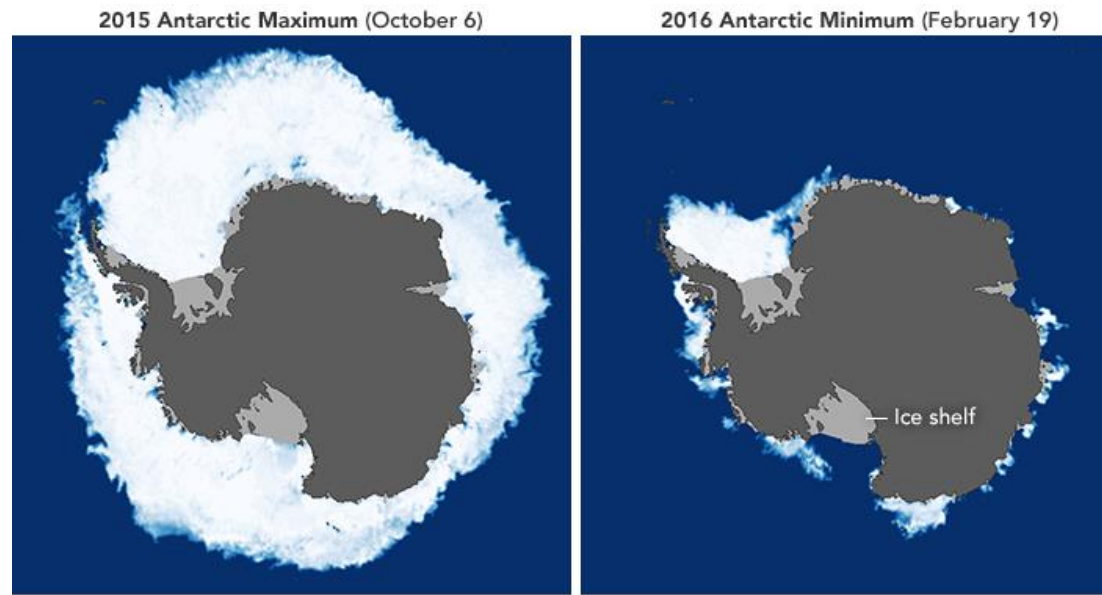 2015 Antarctic Maximum (October 6)
2016 Antarctic Minimum (February 19)
Ice shelf